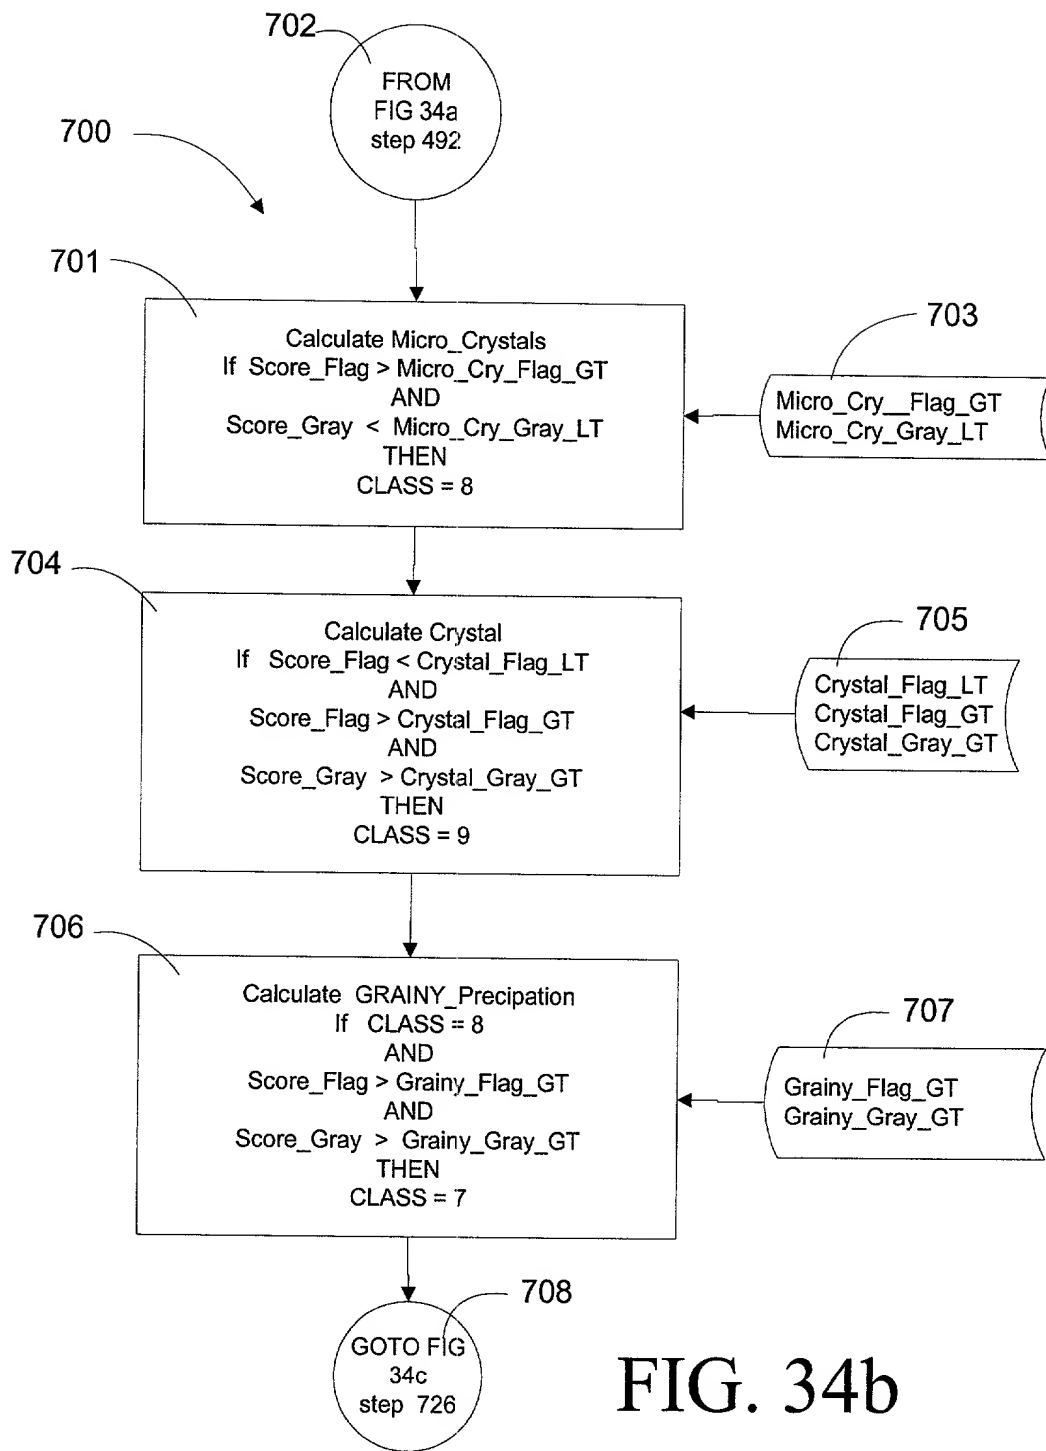 702
FROM
FIG 34a
step 492
700
701
Calculate Micro_Crystals
If Score_Flag > Micro_Cry_Flag_GT
AND
Score_Gray < Micro_Cry_Gray_LT
THEN
CLASS = 8
703
Micro_Cry__Flag_GT
Micro_Cry_Gray_LT
704
Calculate Crystal
If Score_Flag < Crystal_Flag_LT
AND
Score_Flag > Crystal_Flag_GT
AND
Score_Gray > Crystal_Gray_GT
THEN
CLASS = 9
705
Crystal_Flag_LT
Crystal_Flag_GT
Crystal_Gray_GT
706
Calculate GRAINY_Precipation
If CLASS = 8
AND
Score_Flag > Grainy_Flag_GT
AND
Score_Gray > Grainy_Gray_GT
THEN
CLASS = 7
707
Grainy_Flag_GT
Grainy_Gray_GT
708
GOTO FIG
34c
step 726
FIG. 34b